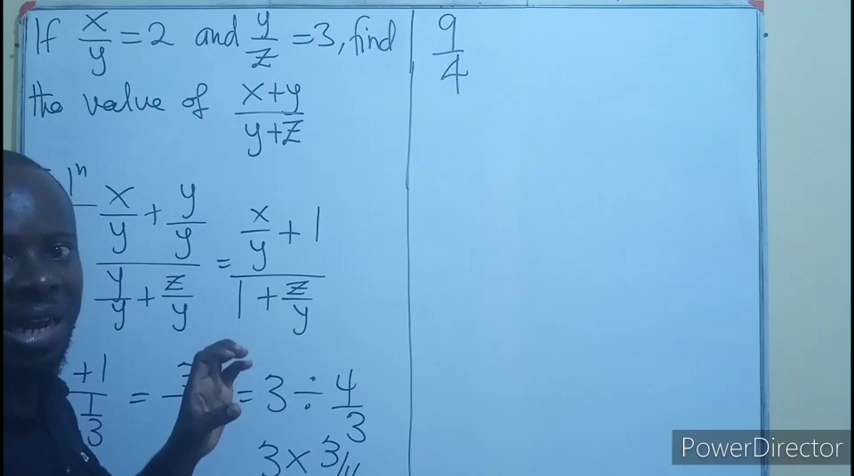 If x/y = 2 and y/z = 3, find
the value of (x+y)/(y+z)
(x/y + y/y)/(y/y + z/y) = (x/y + 1)/(1 + z/y)
+1
1/3
= = 3 ÷ 4/3
3 × 3/4
9/4
PowerDirector